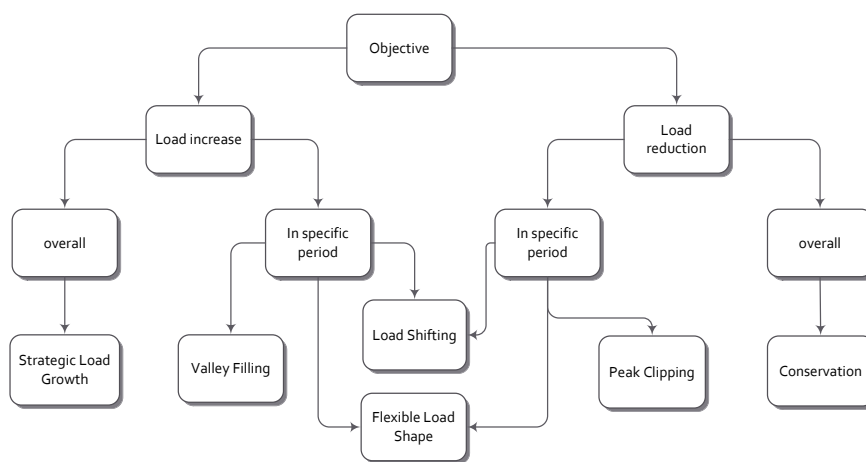 Objective
Load increase
Load
reduction
overall
In specific
period
In specific
period
overall
Load Shifting
Strategic Load
Growth
Valley Filling
Peak Clipping
Conservation
Flexible Load
Shape